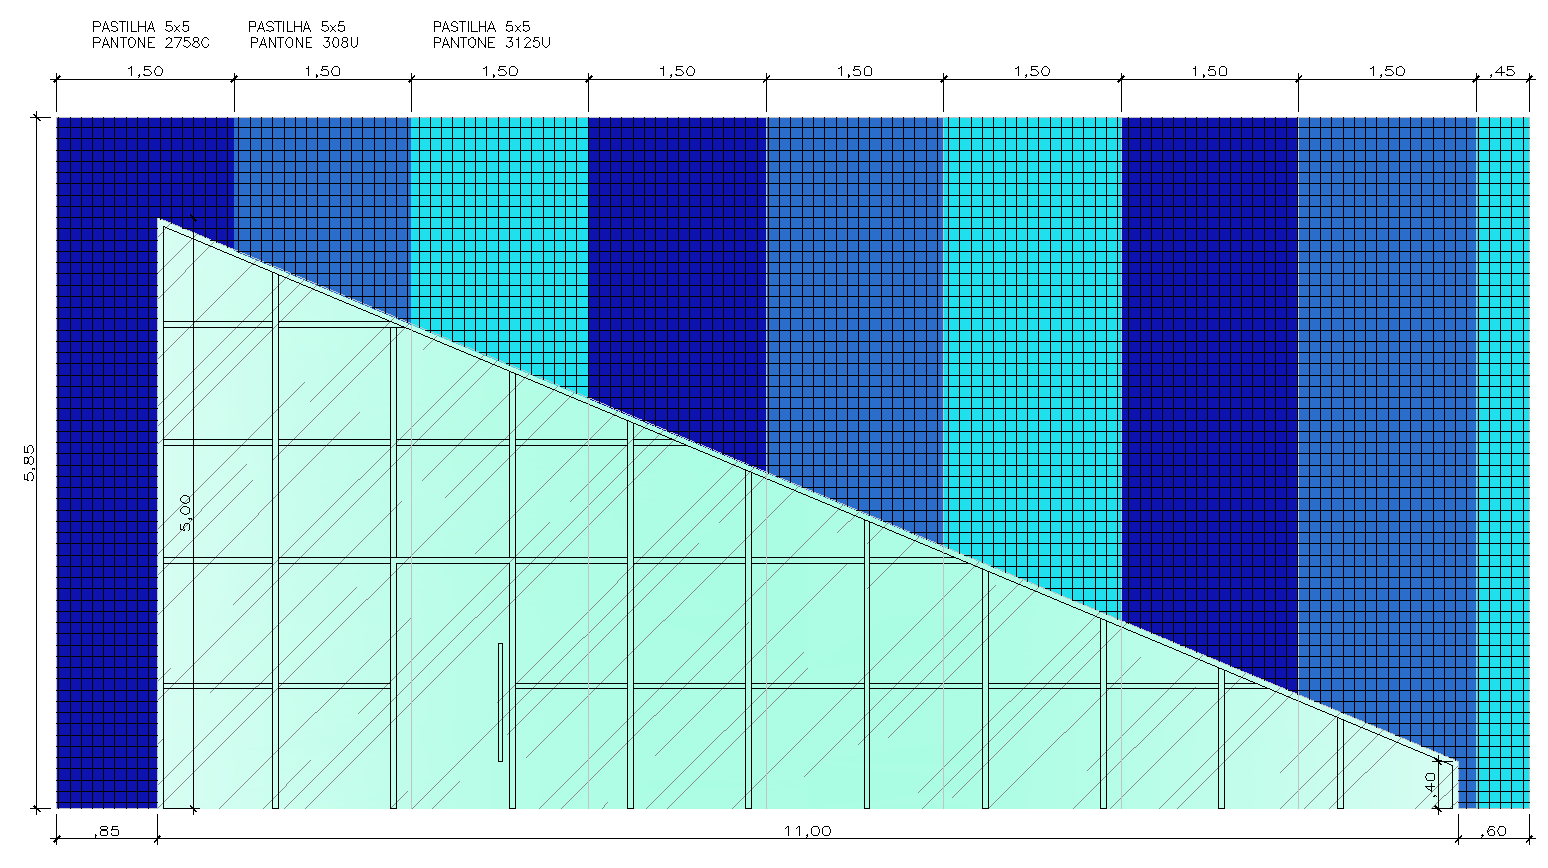 PASTILHA 5x5 PASTILHA 5x5 PASTILHA 5x5
PANTONE 2758C PANTONE 308U PANTONE 3125U
1,50 1,50 1,50 1,50 1,50 1,50 1,50 1,50 ,45
5,85
5,00
,40
,85 11,00 ,60